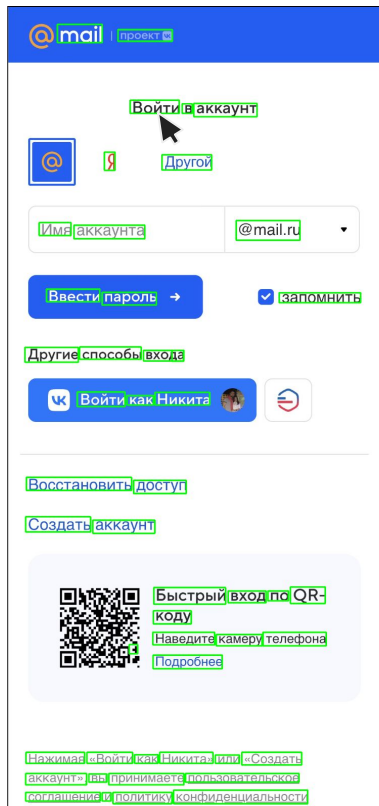 @mail | проект VK
Войти в аккаунт
@ Я Другой
Имя аккаунта @mail.ru
Ввести пароль → запомнить
Другие способы входа
VK Войти как Никита
Восстановить доступ
Создать аккаунт
Быстрый вход по QR-
коду
Наведите камеру телефона
Подробнее
Нажимая «Войти как Никита» или «Создать
аккаунт» вы принимаете пользовательское
соглашение и политику конфиденциальности